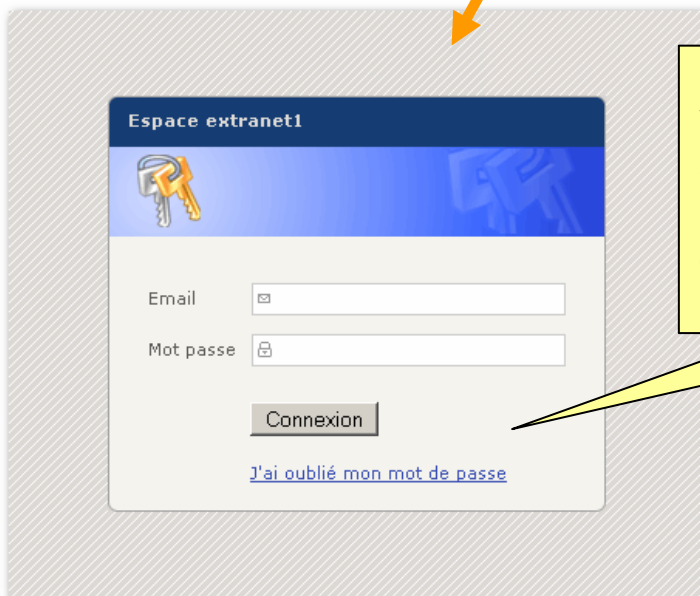 Espace extranet1
Email
Mot passe
Connexion
J'ai oublié mon mot de passe